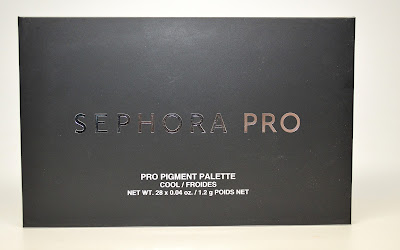 SEPHORA PRO
PRO PIGMENT PALETTE
COOL / FROIDES
NET WT. 28 x 0.04 oz. / 1.2 g POIDS NET